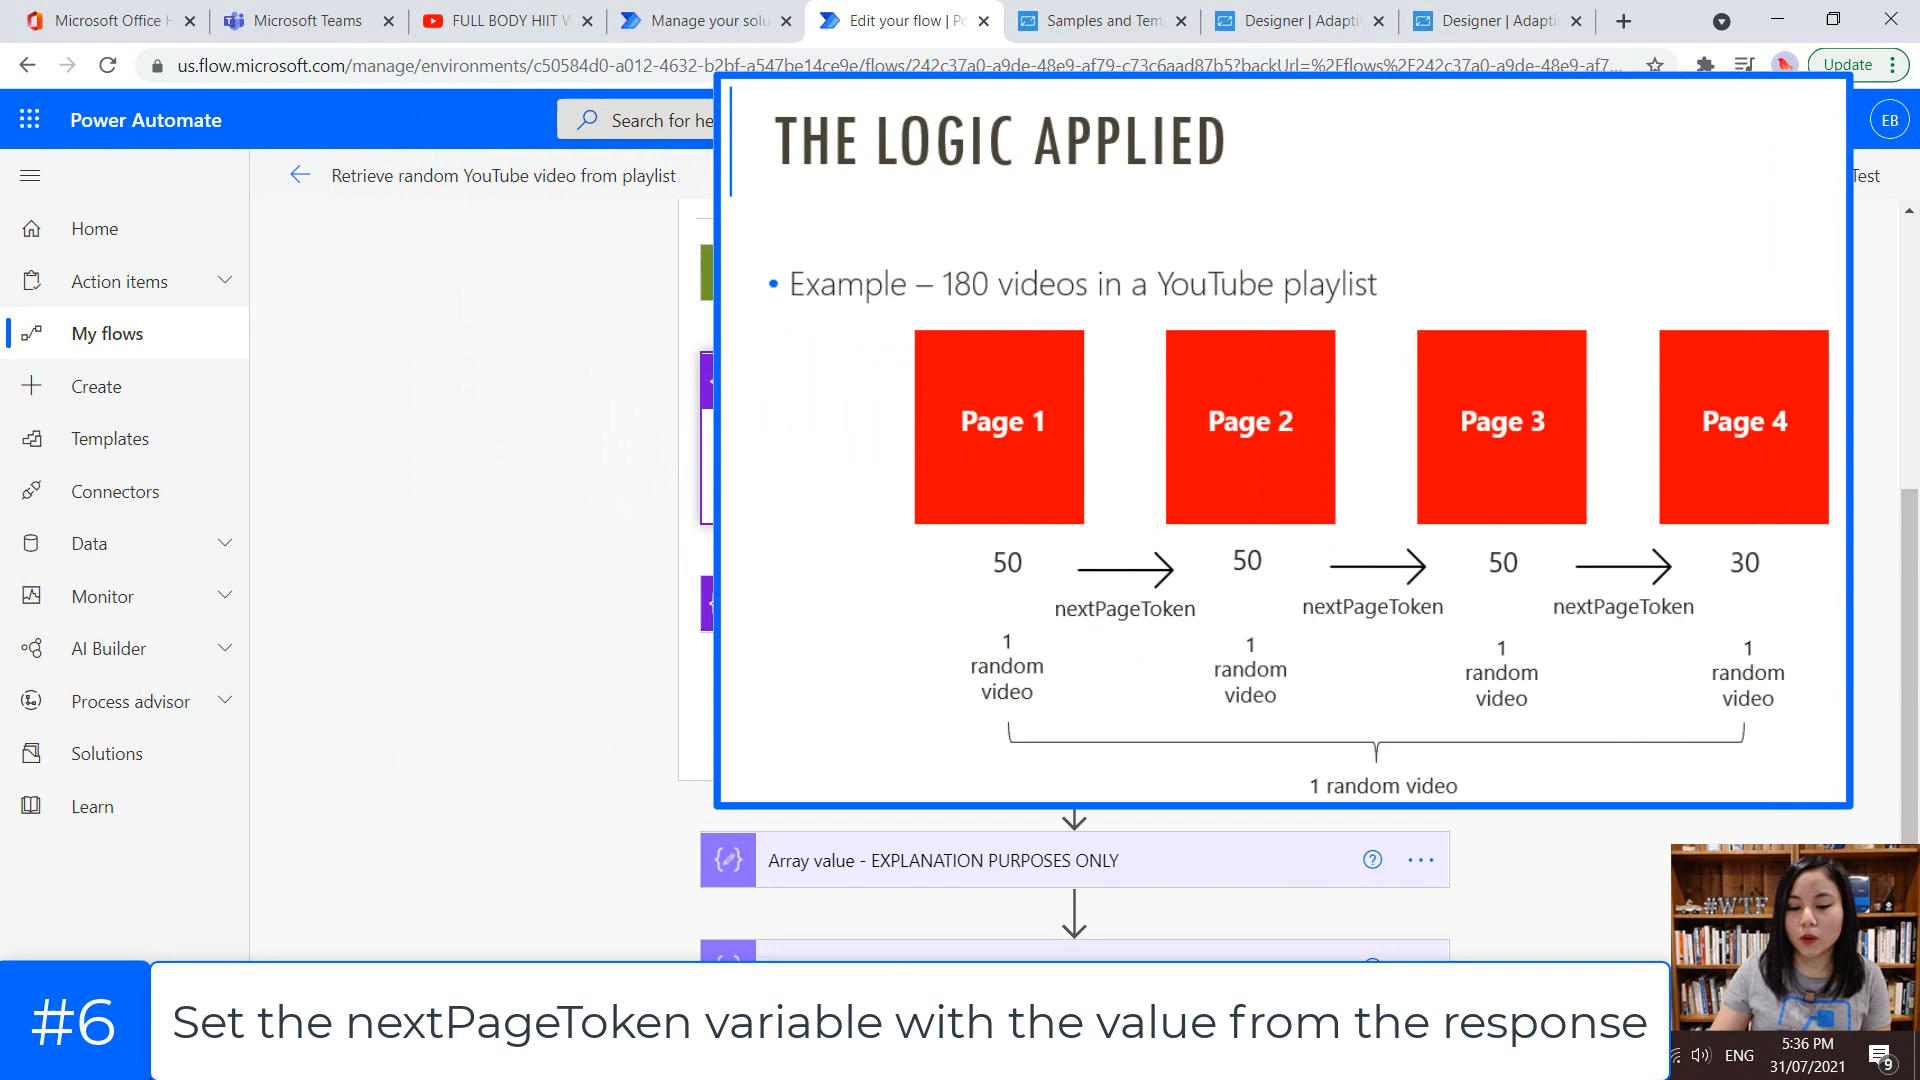 Microsoft Office H
Microsoft Teams
FULL BODY HIIT W
Manage your solu
Edit your flow | Po
Samples and Tem
Designer | Adapti
Designer | Adapti
us.flow.microsoft.com/manage/environments/c50584d0-a012-4632-b2bf-a547be14ce9e/flows/242c37a0-a9de-48e9-af79-c73c6aad87b5?backUrl=%2Fflows%2F242c37a0-a9de-48e9-af7...
Update
Power Automate
Search for he
EB
Retrieve random YouTube video from playlist
Test
Home
Action items
My flows
Create
Templates
Connectors
Data
Monitor
AI Builder
Process advisor
Solutions
Learn
THE LOGIC APPLIED
• Example – 180 videos in a YouTube playlist
Page 1
Page 2
Page 3
Page 4
50
50
50
30
nextPageToken
nextPageToken
nextPageToken
1
random
video
1
random
video
1
random
video
1
random
video
1 random video
Array value - EXPLANATION PURPOSES ONLY
#WTF
#6
Set the nextPageToken variable with the value from the response
ENG
5:36 PM
31/07/2021
9